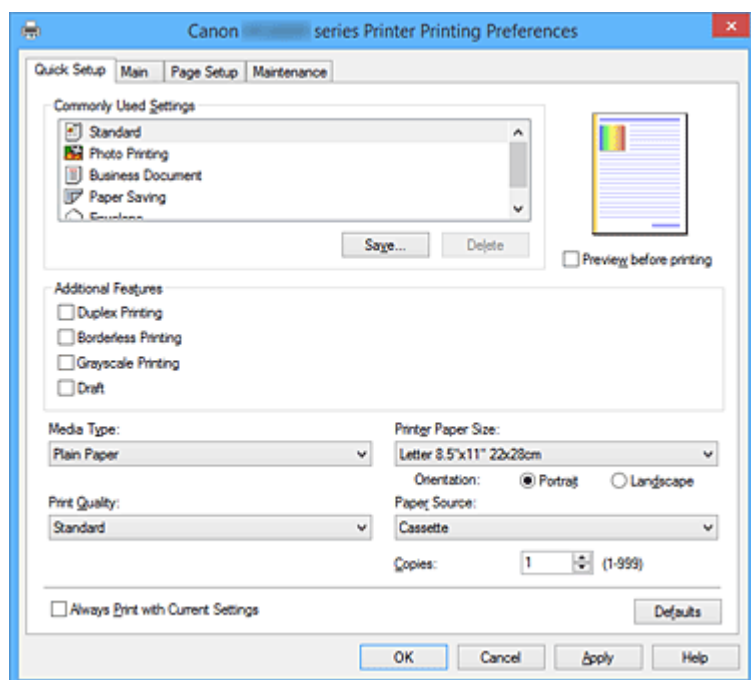 Canon series Printer Printing Preferences
Quick Setup Main Page Setup Maintenance
Commonly Used Settings
Standard
Photo Printing
Business Document
Paper Saving
Envelope
Save... Delete
Preview before printing
Additional Features
Duplex Printing
Borderless Printing
Grayscale Printing
Draft
Media Type:
Plain Paper
Printer Paper Size:
Letter 8.5"x11" 22x28cm
Orientation: Portrait Landscape
Print Quality:
Standard
Paper Source:
Cassette
Copies: 1 (1-999)
Always Print with Current Settings
Defaults
OK Cancel Apply Help